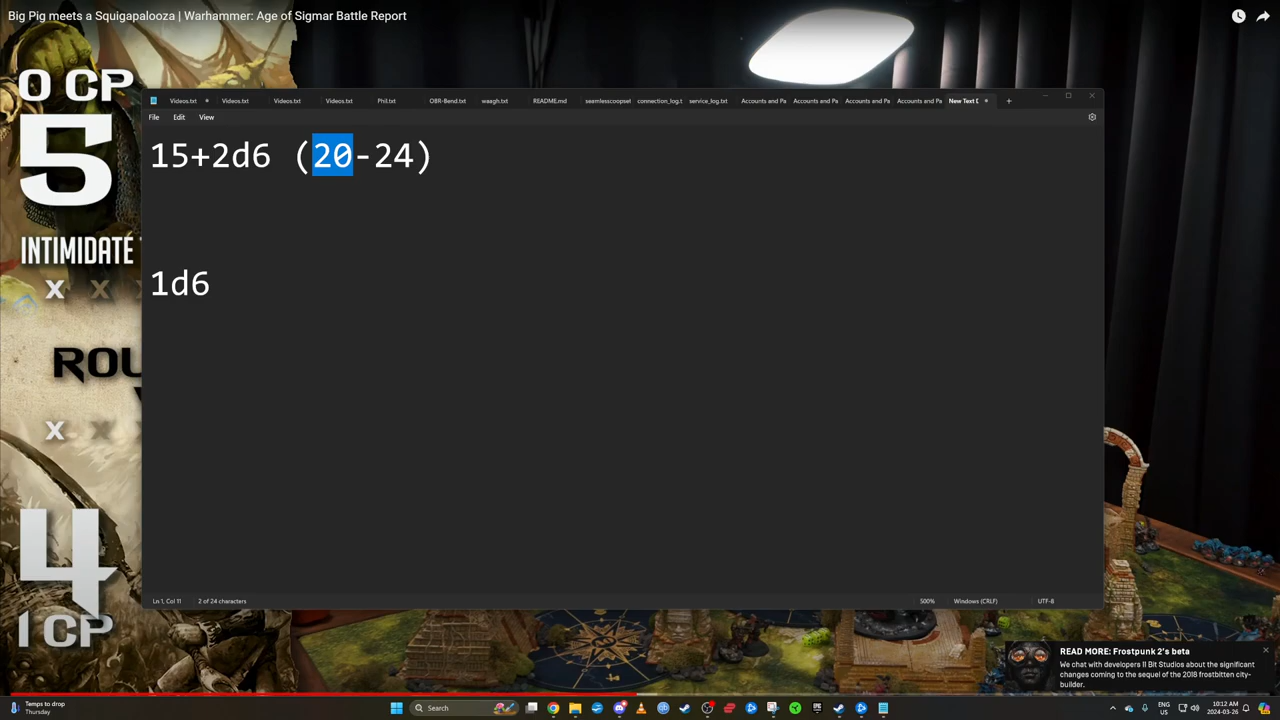 Big Pig meets a Squigapalooza | Warhammer: Age of Sigmar Battle Report
0 CP
5
INTIMIDATE
X X
ROU
X
4
1 CP
Videos.txt Videos.txt Videos.txt Videos.txt Phil.txt OBR-Bend.txt waagh.txt README.md seamlesscoopsel connection_log.t service_log.txt Accounts and Pa Accounts and Pa Accounts and Pa Accounts and Pa New Text D
File Edit View
15+2d6 (20-24)
1d6
Ln 1, Col 11 2 of 24 characters 500% Windows (CRLF) UTF-8
READ MORE: Frostpunk 2's beta
We chat with developers 11 Bit Studios about the significant
changes coming to the sequel of the 2018 frostbitten city-
builder.
Temps to drop
Thursday
Search
ENG
US
10:12 AM
2024-03-26